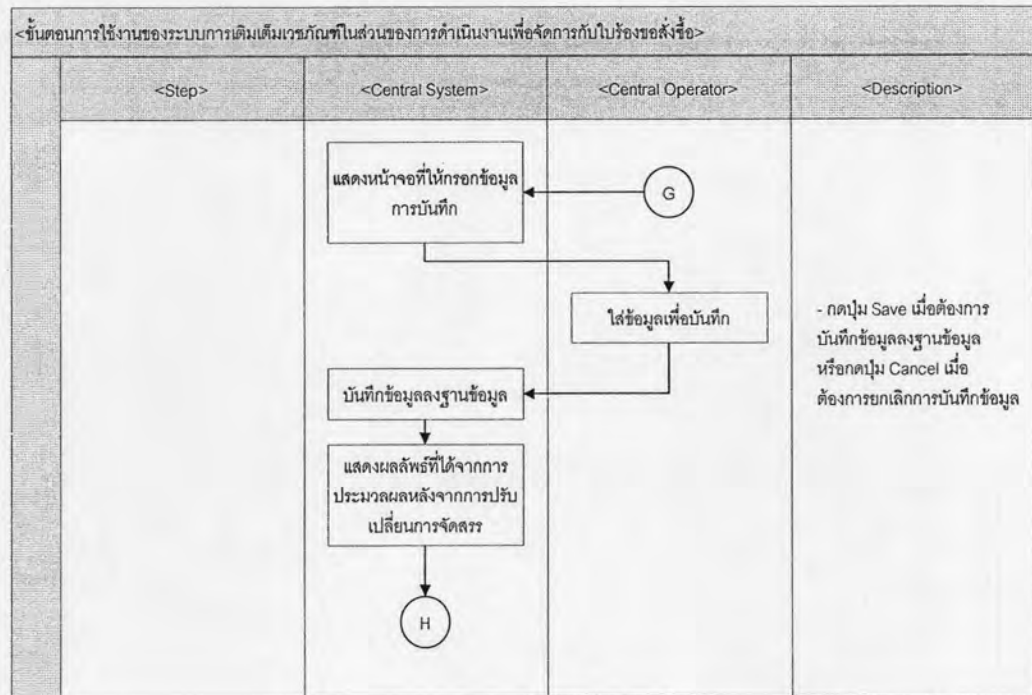 <ขั้นตอนการใช้งานของระบบการเติมเต็มเวชภัณฑ์ในส่วนของการดำเนินงานเพื่อจัดการกับใบร้องขอสั่งซื้อ>
<Step>
<Central System>
<Central Operator>
<Description>
แสดงหน้าจอที่ให้กรอกข้อมูล
การบันทึก
G
ใส่ข้อมูลเพื่อบันทึก
- กดปุ่ม Save เมื่อต้องการ
บันทึกข้อมูลลงฐานข้อมูล
หรือกดปุ่ม Cancel เมื่อ
ต้องการยกเลิกการบันทึกข้อมูล
บันทึกข้อมูลลงฐานข้อมูล
แสดงผลลัพธ์ที่ได้จากการ
ประมวลผลหลังจากการปรับ
เปลี่ยนการจัดสรร
H